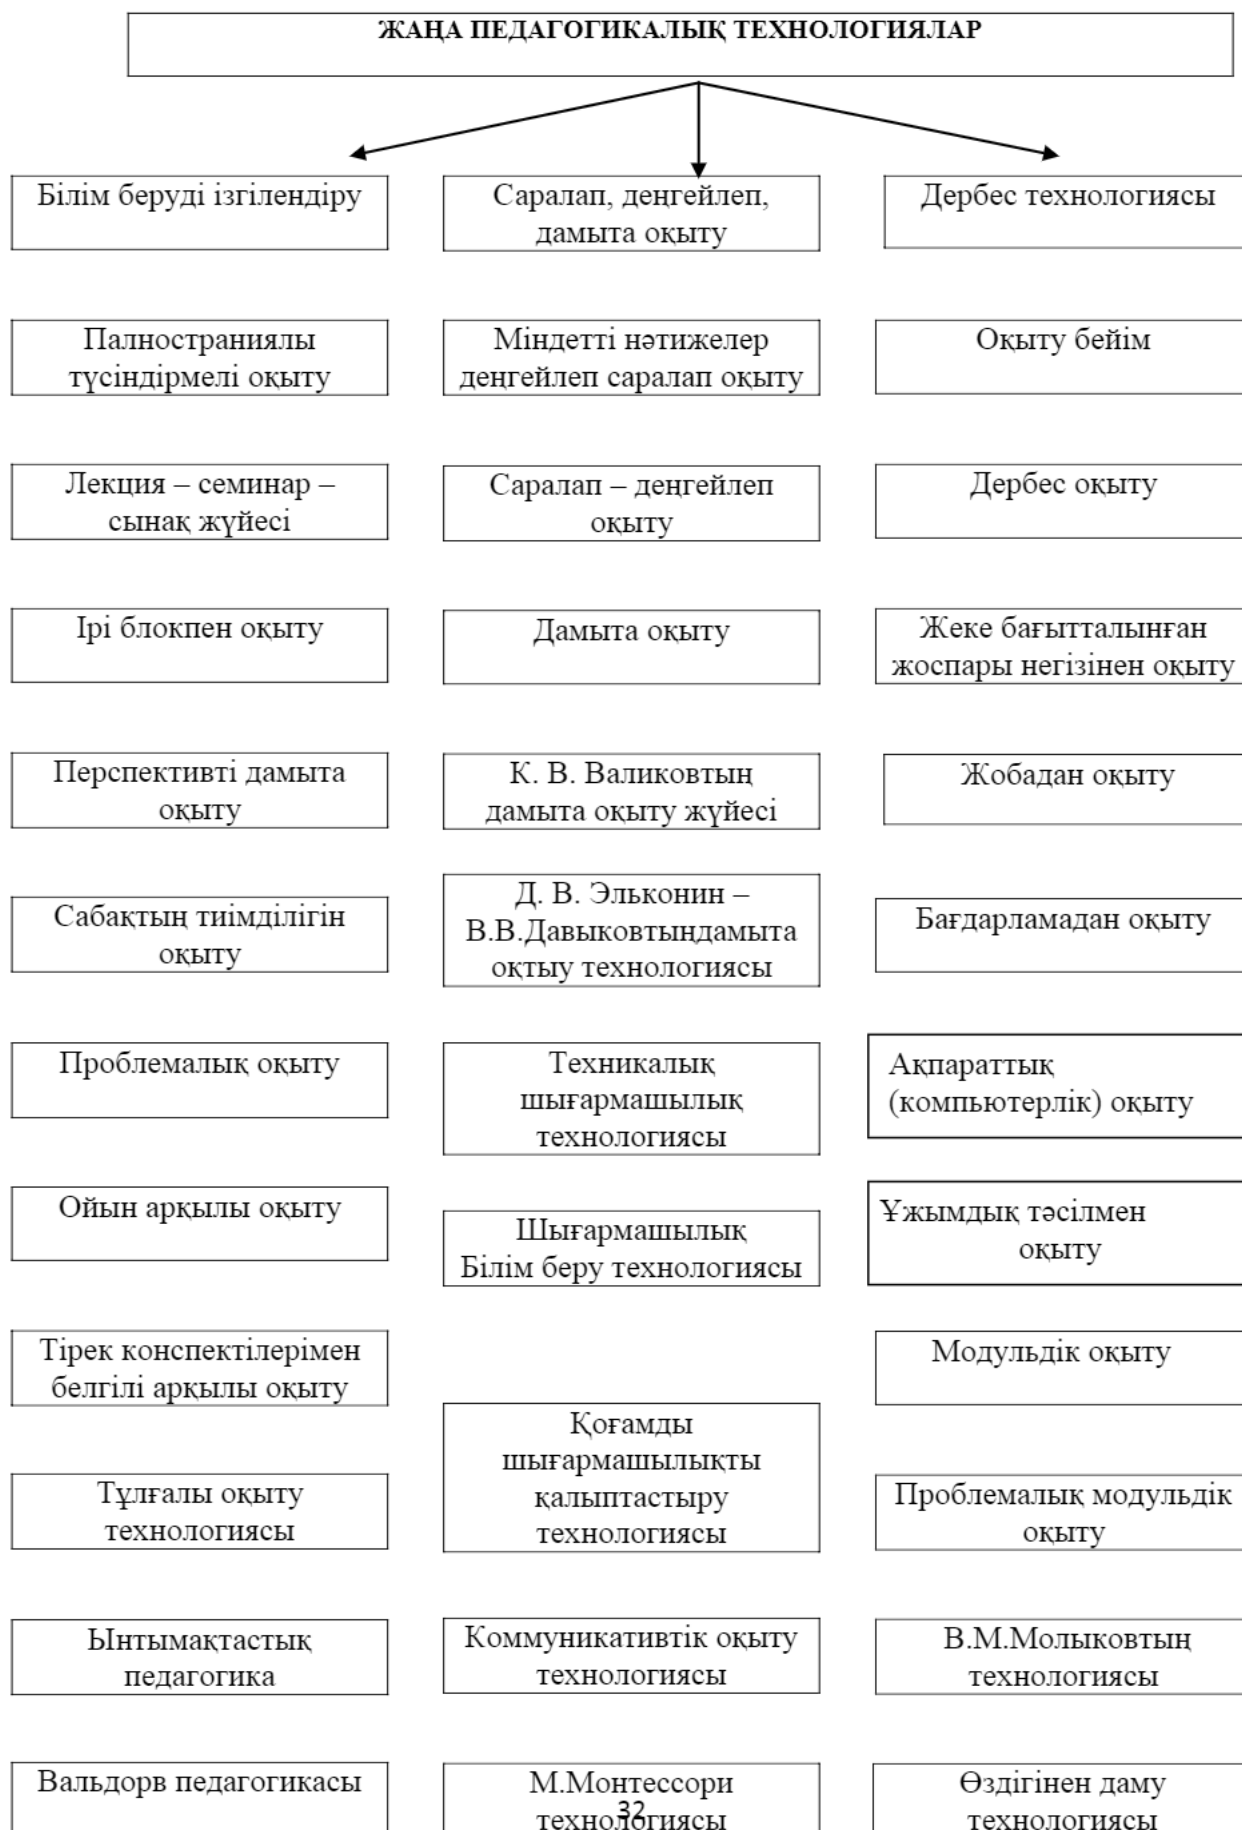 ЖАҢА ПЕДАГОГИКАЛЫҚ ТЕХНОЛОГИЯЛАР
Білім беруді ізгілендіру
Саралап, деңгейлеп,
дамыта оқыту
Дербес технологиясы
Палностраниялы
түсіндірмелі оқыту
Міндетті нәтижелер
деңгейлеп саралап оқыту
Оқыту бейім
Лекция – семинар –
сынақ жүйесі
Саралап – деңгейлеп
оқыту
Дербес оқыту
Ірі блокпен оқыту
Дамыта оқыту
Жеке бағытталынған
жоспары негізінен оқыту
Перспективті дамыта
оқыту
К. В. Валиковтың
дамыта оқыту жүйесі
Жобадан оқыту
Сабақтың тиімділігін
оқыту
Д. В. Эльконин –
В.В.Давыковтыңдамыта
оқтыу технологиясы
Бағдарламадан оқыту
Проблемалық оқыту
Техникалық
шығармашылық
технологиясы
Ақпараттық
(компьютерлік) оқыту
Ойын арқылы оқыту
Шығармашылық
Білім беру технологиясы
Ұжымдық тәсілмен
оқыту
Тірек конспектілерімен
белгілі арқылы оқыту
Қоғамды
шығармашылықты
қалыптастыру
технологиясы
Модульдік оқыту
Тұлғалы оқыту
технологиясы
Проблемалық модульдік
оқыту
Ынтымақтастық
педагогика
Коммуникативтік оқыту
технологиясы
В.М.Молыковтың
технологиясы
Вальдорв педагогикасы
М.Монтессори
технологиясы
Өздігінен даму
технологиясы
32